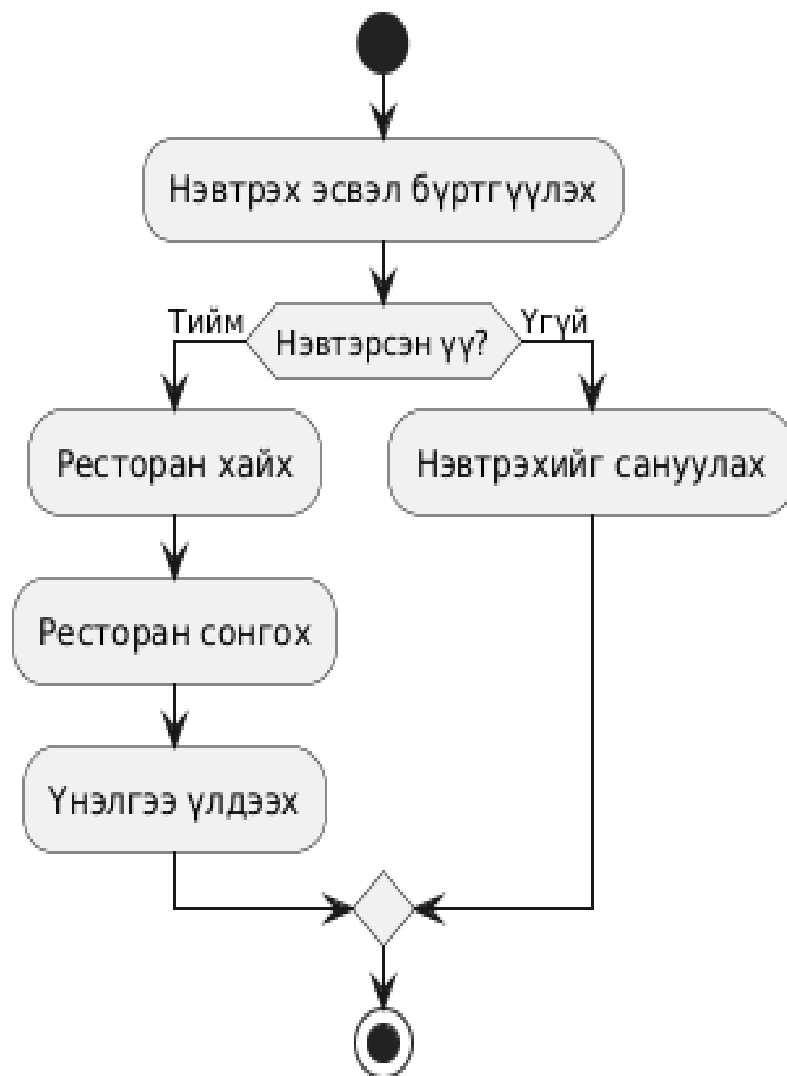 Нэвтрэх эсвэл бүртгүүлэх
Тийм
Нэвтэрсэн үү?
Үгүй
Ресторан хайх
Нэвтрэхийг сануулах
Ресторан сонгох
Үнэлгээ үлдээх